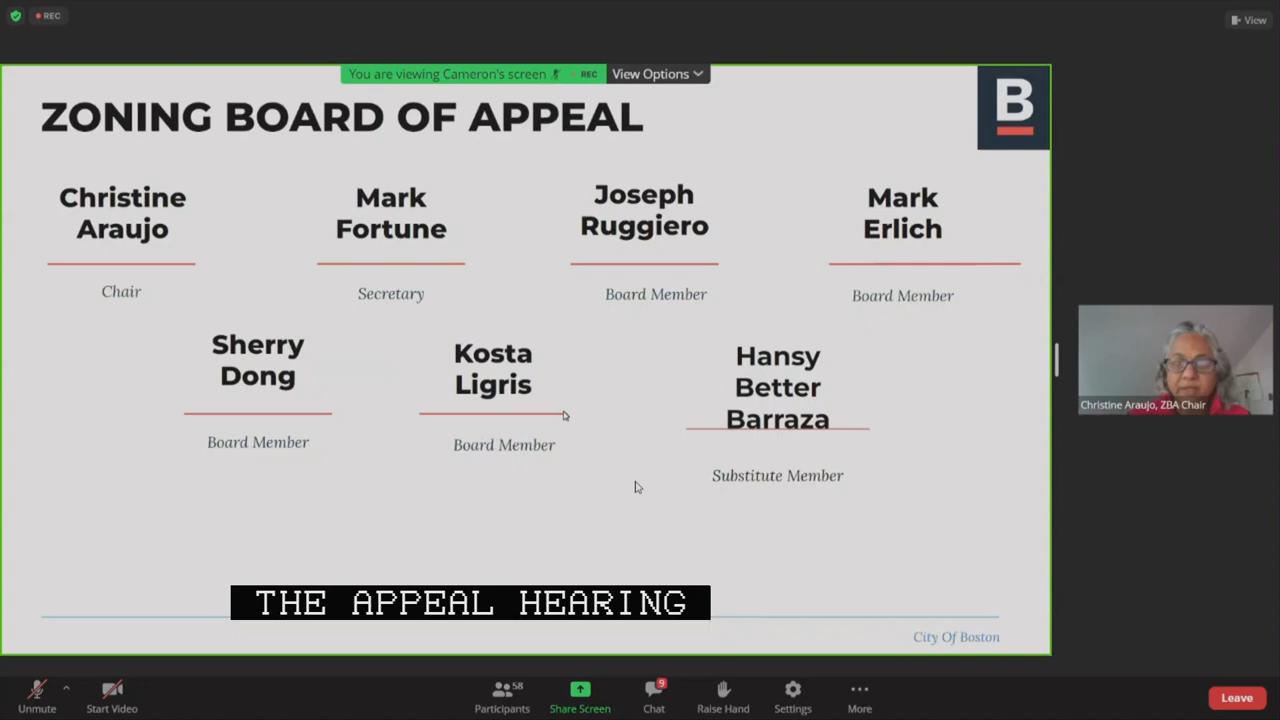 REC
View
You are viewing Cameron's screen
REC
View Options
ZONING BOARD OF APPEAL
B
Christine
Araujo
Chair
Mark
Fortune
Secretary
Joseph
Ruggiero
Board Member
Mark
Erlich
Board Member
Sherry
Dong
Board Member
Kosta
Ligris
Board Member
Hansy
Better
Barraza
Substitute Member
Christine Araujo, ZBA Chair
THE APPEAL HEARING
City Of Boston
Unmute
Start Video
58
Participants
Share Screen
9
Chat
Raise Hand
Settings
More
Leave